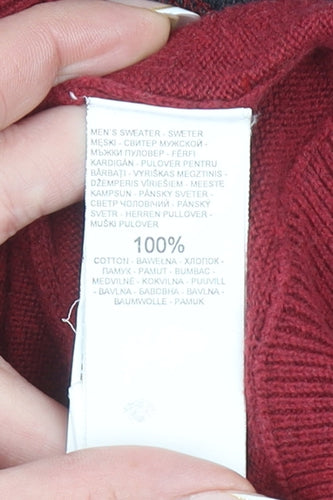 MEN'S SWEATER - SWETER
MĘSKI - СВИТЕР МУЖСКОЙ -
МЪЖКИ ПУЛОВЕР - FÉRFI
KARDIGÁN - PULOVER PENTRU
BĂRBAȚI - VYRIŠKAS MEGZTINIS -
DŽEMPERIS VĪRIEŠIEM - MEESTE
KAMPSUN - PÁNSKY SVETER -
СВЕТР ЧОЛОВІЧИЙ - PÁNSKÝ
SVETR - HERREN PULLOVER -
MUŠKI PULOVER
100%
COTTON - BAWEŁNA - ХЛОПОК -
ПАМУК - PAMUT - BUMBAC -
MEDVILNĖ - KOKVILNA - PUUVILL
- BAVLNA - БАВОВНА - BAVLNA -
BAUMWOLLE - PAMUK